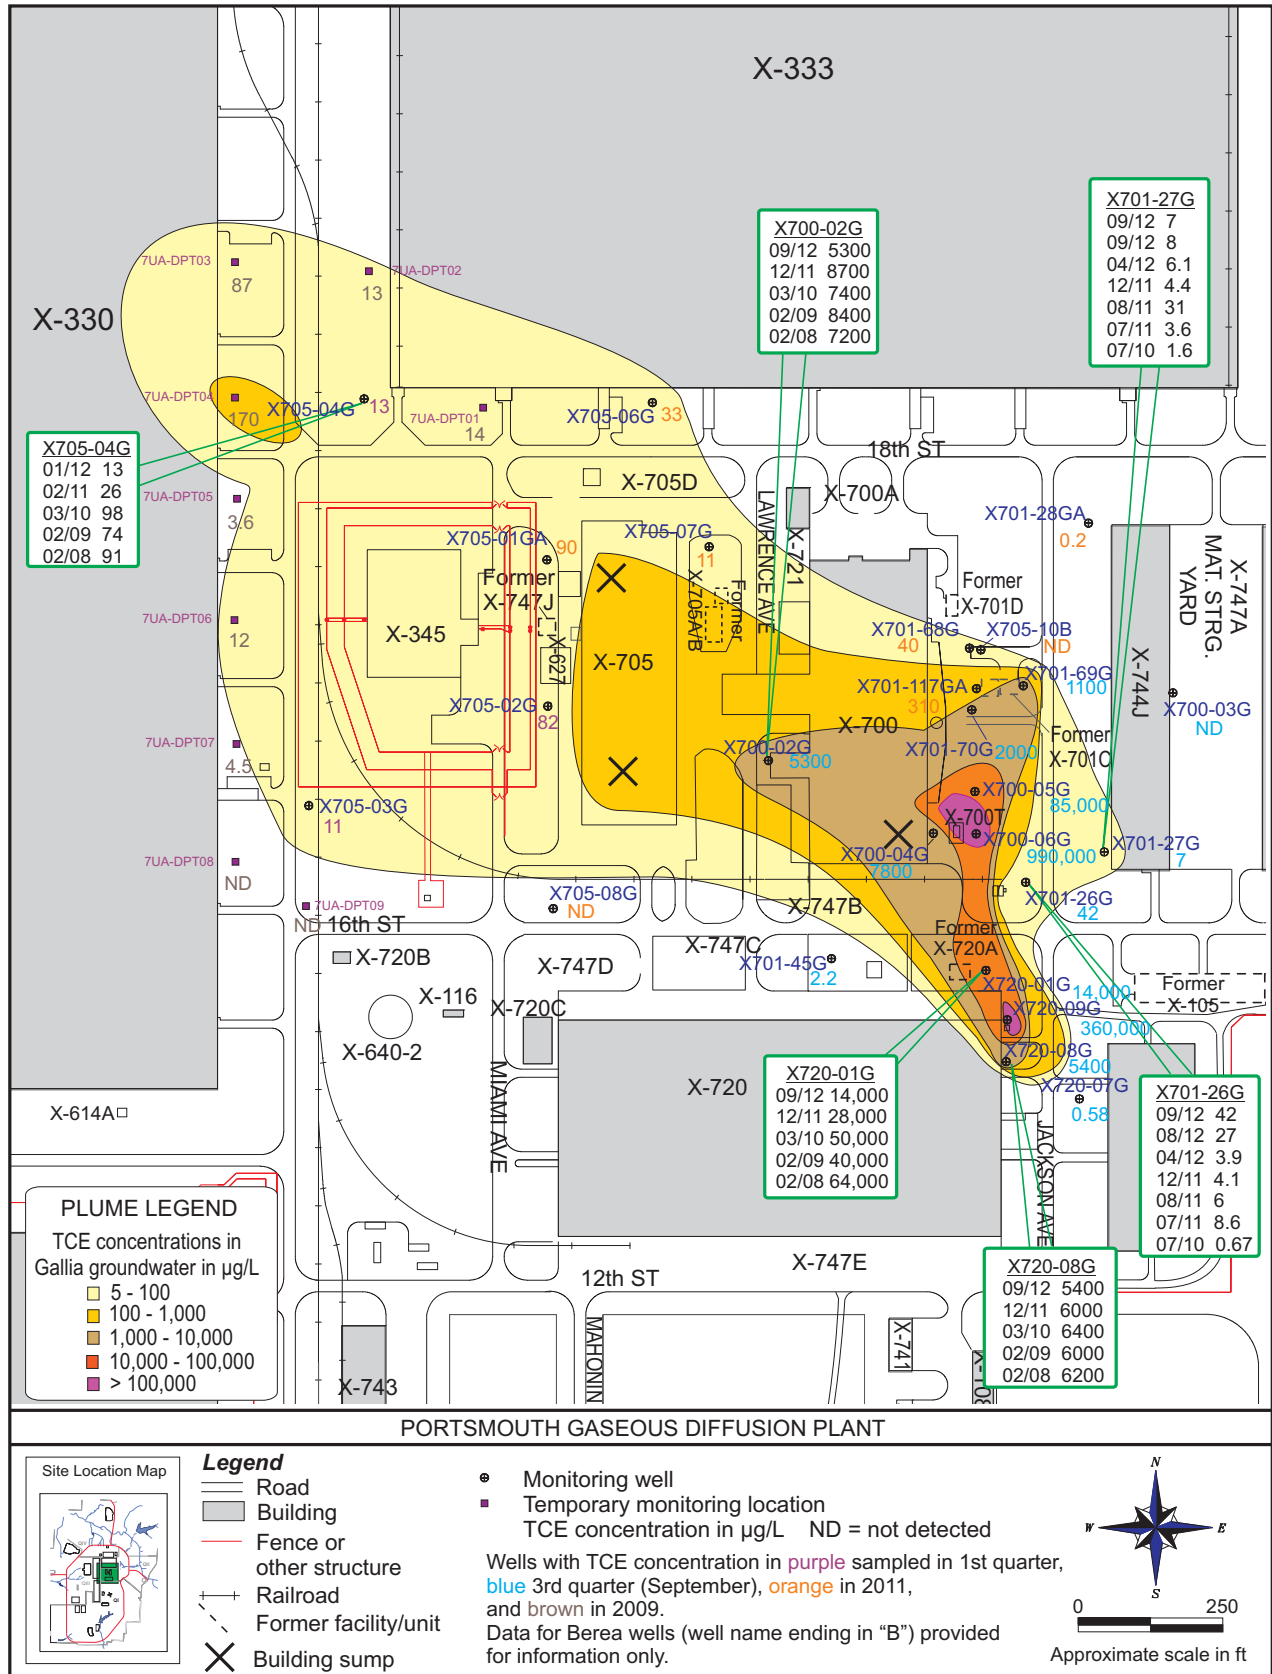 X-333
X-330
X701-27G
09/12 7
09/12 8
04/12 6.1
12/11 4.4
08/11 31
07/11 3.6
07/10 1.6
X700-02G
09/12 5300
12/11 8700
03/10 7400
02/09 8400
02/08 7200
7UA-DPT03
87
7UA-DPT02
13
7UA-DPT04
170
X705-04G
13
7UA-DPT01
14
X705-06G
33
18th ST
X705-04G
01/12 13
02/11 26
03/10 98
02/09 74
02/08 91
7UA-DPT05
3.6
X-705D
LAWRENCE AVE
X-700A
X-721
X701-28GA
0.2
X-747A
MAT. STRG.
YARD
X705-01GA
90
X705-07G
11
Former
X-747J
Former
X-705A/B
Former
X-701D
7UA-DPT06
12
X-345
X-627
X-705
X701-68G
40
X705-10B
ND
X-744J
X701-69G
1100
X701-117GA
310
X705-02G
82
X-700
X700-03G
ND
7UA-DPT07
4.5
X700-02G
5300
X701-70G
2000
Former
X-701C
X705-03G
11
X700-05G
85,000
X-700T
X700-06G
990,000
X700-04G
7800
X701-27G
7
7UA-DPT08
ND
7UA-DPT09
ND
16th ST
X705-08G
ND
X-747B
X701-26G
42
X-720B
X-747D
X-747C
X701-45G
2.2
Former
X-720A
X720-01G
14,000
Former
X-105
X-116
X-720C
X-640-2
X720-09G
360,000
X720-08G
5400
MIAMI AVE
X-720
X720-07G
0.58
X-614A
X720-01G
09/12 14,000
12/11 28,000
03/10 50,000
02/09 40,000
02/08 64,000
JACKSON AVE
X701-26G
09/12 42
08/12 27
04/12 3.9
12/11 4.1
08/11 6
07/11 8.6
07/10 0.67
X-747E
12th ST
X720-08G
09/12 5400
12/11 6000
03/10 6400
02/09 6000
02/08 6200
PLUME LEGEND
TCE concentrations in
Gallia groundwater in µg/L
5 - 100
100 - 1,000
1,000 - 10,000
10,000 - 100,000
> 100,000
X-743
MAHONIN
X-741
PORTSMOUTH GASEOUS DIFFUSION PLANT
Site Location Map
Legend
Road
Building
Fence or
other structure
Railroad
Former facility/unit
Building sump
Monitoring well
Temporary monitoring location
TCE concentration in µg/L ND = not detected
Wells with TCE concentration in purple sampled in 1st quarter,
blue 3rd quarter (September), orange in 2011,
and brown in 2009.
Data for Berea wells (well name ending in “B”) provided
for information only.
N
W E
S
0 250
Approximate scale in ft